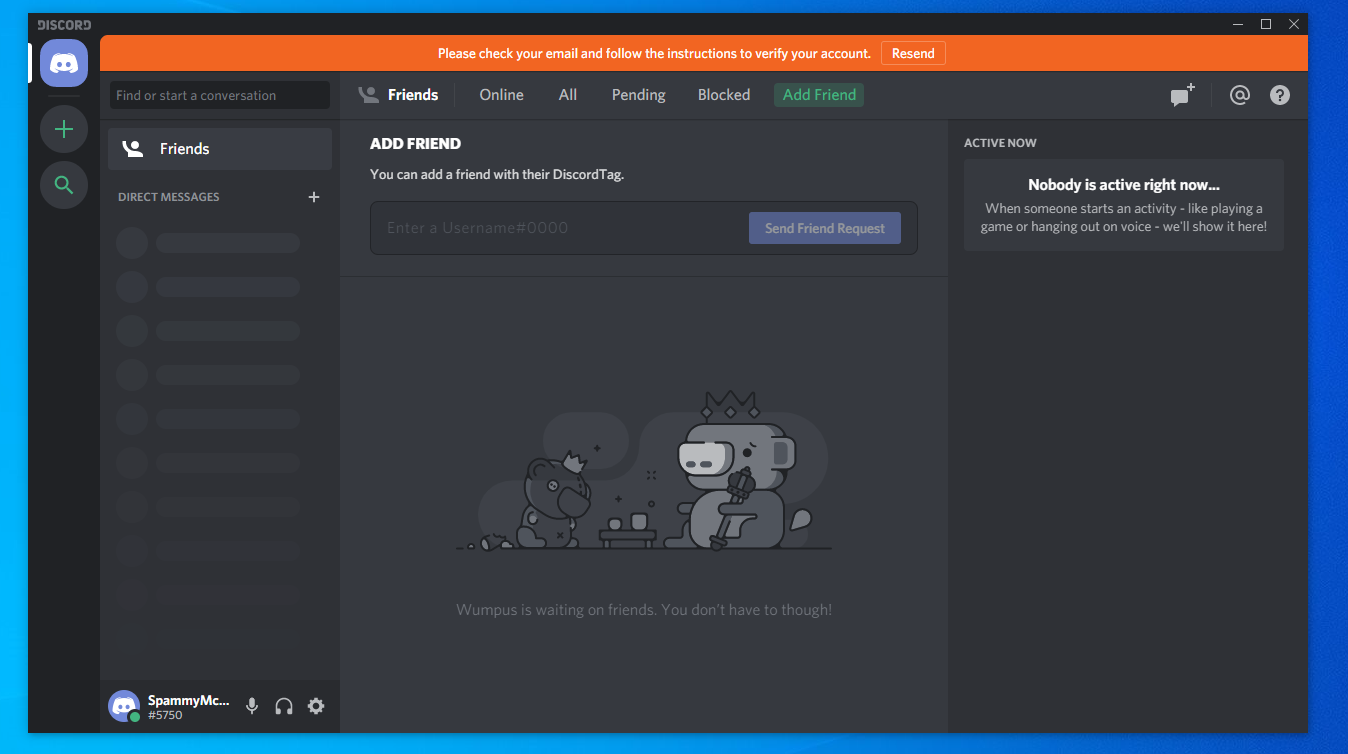 DISCORD
Please check your email and follow the instructions to verify your account. Resend
Find or start a conversation
Friends
DIRECT MESSAGES
SpammyMc...
#5750
Friends Online All Pending Blocked Add Friend
ADD FRIEND
You can add a friend with their DiscordTag.
Enter a Username#0000 Send Friend Request
Wumpus is waiting on friends. You don't have to though!
ACTIVE NOW
Nobody is active right now...
When someone starts an activity - like playing a
game or hanging out on voice - we'll show it here!